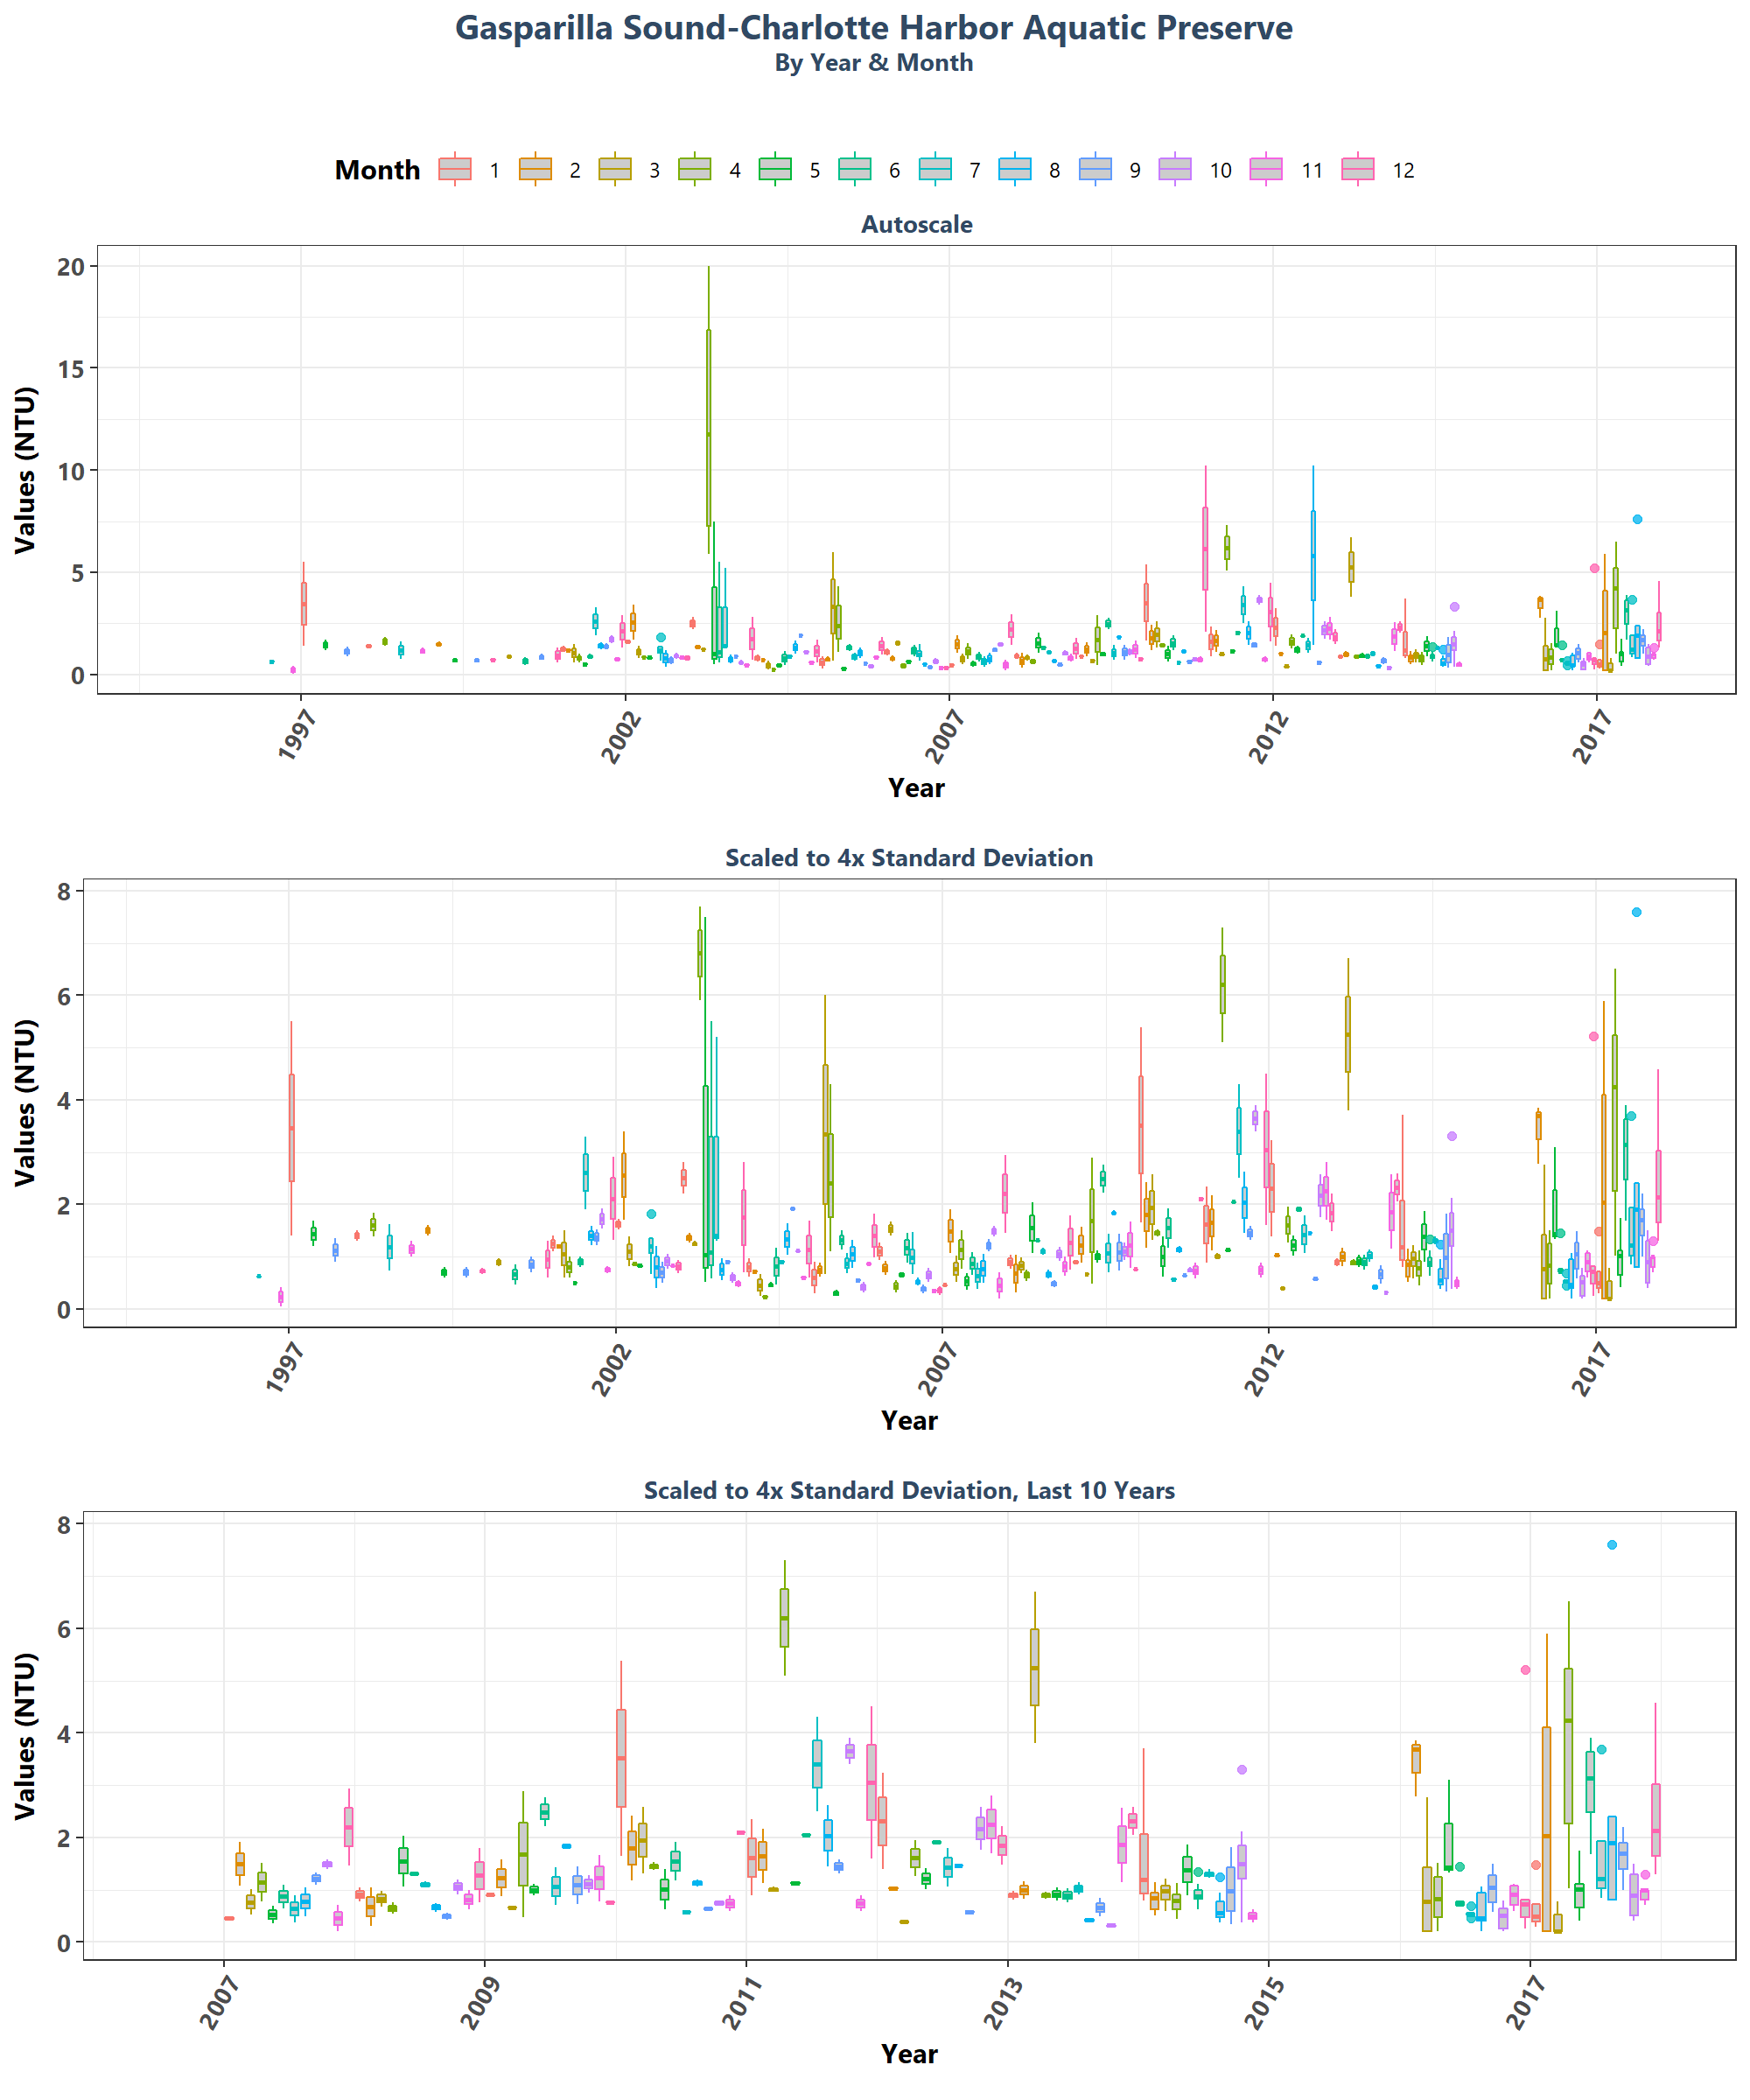 Gasparilla Sound-Charlotte Harbor Aquatic Preserve
By Year & Month
Month 1 2 3 4 5 6 7 8 9 10 11 12
Autoscale
Values (NTU)
20
15
10
5
0
1997 2002 2007 2012 2017
Year
Scaled to 4x Standard Deviation
Values (NTU)
8
6
4
2
0
1997 2002 2007 2012 2017
Year
Scaled to 4x Standard Deviation, Last 10 Years
Values (NTU)
8
6
4
2
0
2007 2009 2011 2013 2015 2017
Year